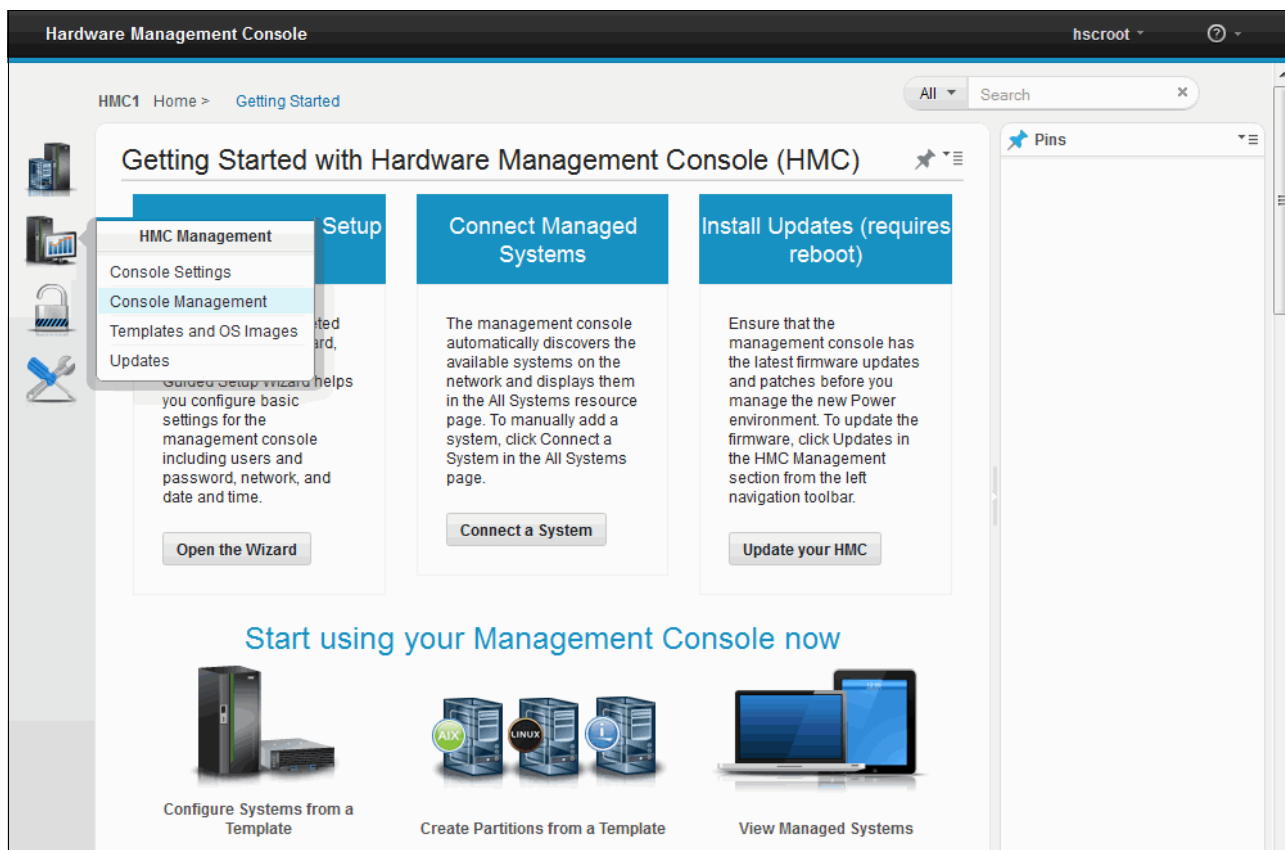 Hardware Management Console
hscroot
?
HMC1 Home > Getting Started
All
Search
Getting Started with Hardware Management Console (HMC)
Pins
HMC Management
Console Settings
Console Management
Templates and OS Images
Updates
Setup
Guided Setup Wizard helps
you configure basic
settings for the
management console
including users and
password, network, and
date and time.
Open the Wizard
Connect Managed
Systems
The management console
automatically discovers the
available systems on the
network and displays them
in the All Systems resource
page. To manually add a
system, click Connect a
System in the All Systems
page.
Connect a System
Install Updates (requires
reboot)
Ensure that the
management console has
the latest firmware updates
and patches before you
manage the new Power
environment. To update the
firmware, click Updates in
the HMC Management
section from the left
navigation toolbar.
Update your HMC
Start using your Management Console now
Configure Systems from a
Template
AIX
LINUX
i
Create Partitions from a Template
View Managed Systems